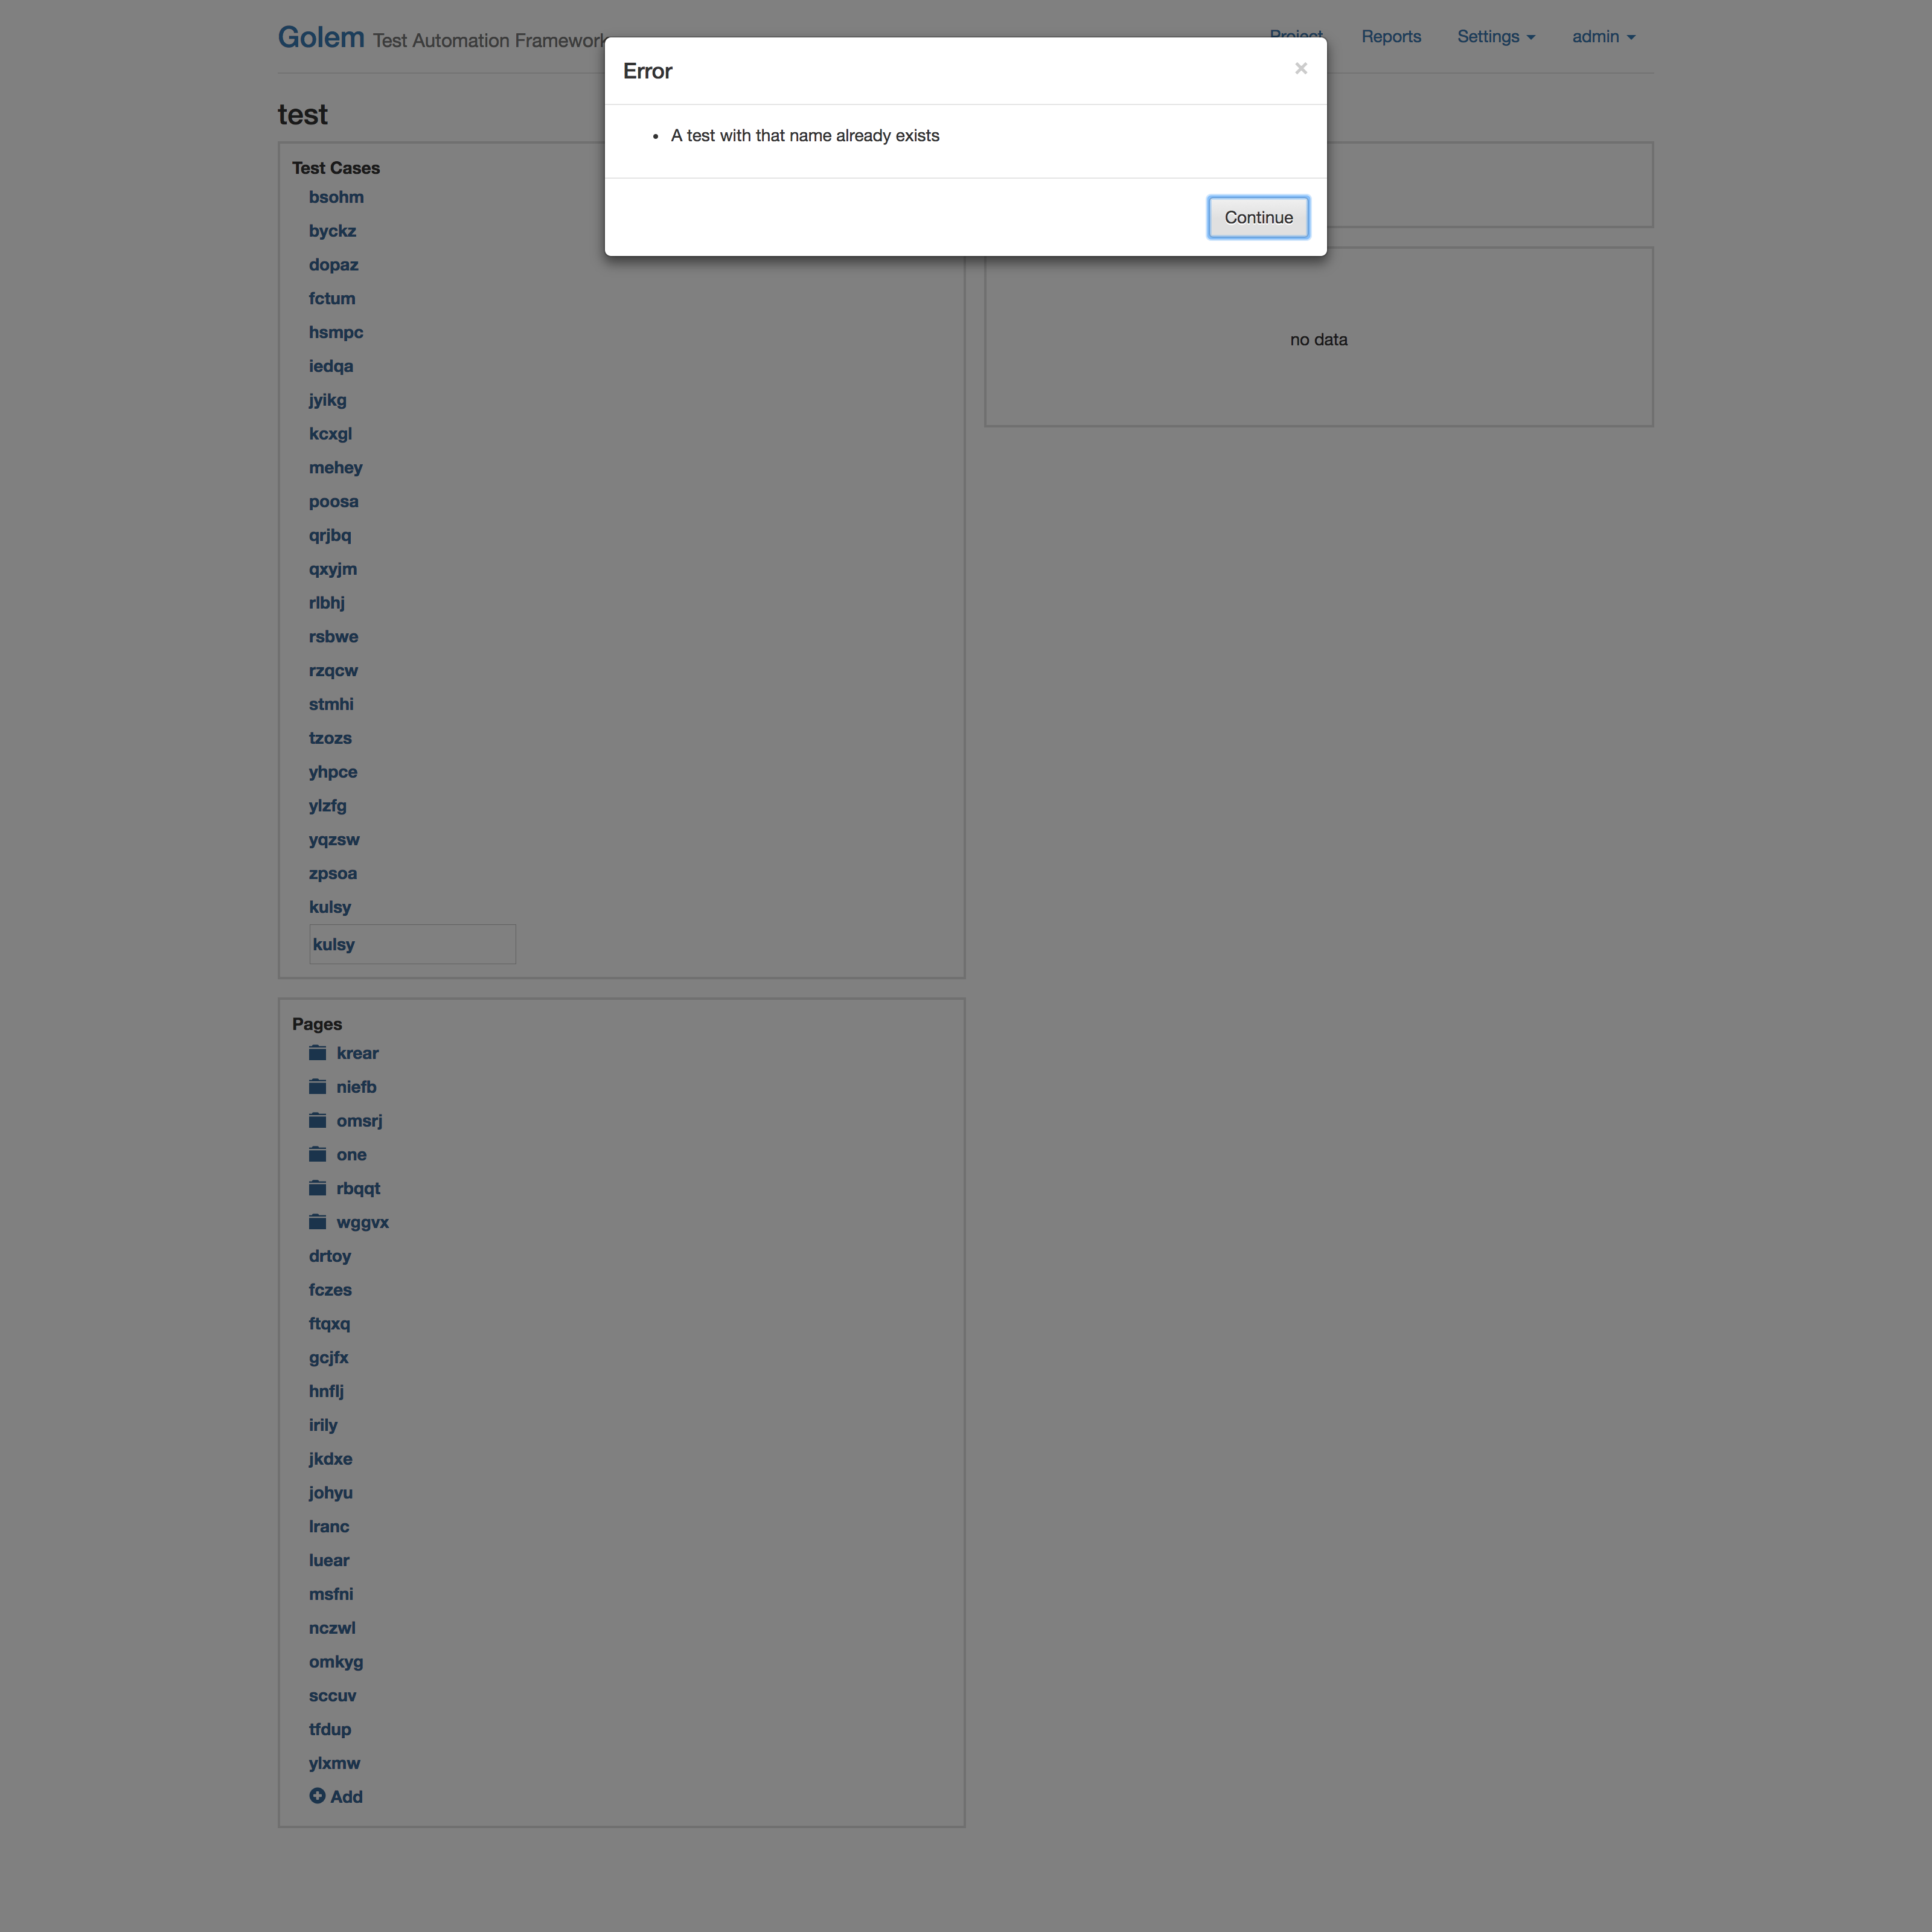 Golem Test Automation Framework
Project Reports Settings admin
Error
×
A test with that name already exists
Continue
test
Test Cases
bsohm
byckz
dopaz
fctum
hsmpc
iedqa
jyikg
kcxgl
mehey
poosa
qrjbq
qxyjm
rlbhj
rsbwe
rzqcw
stmhi
tzozs
yhpce
ylzfg
yqzsw
zpsoa
kulsy
kulsy
no data
Pages
krear
niefb
omsrj
one
rbqqt
wggvx
drtoy
fczes
ftqxq
gcjfx
hnflj
irily
jkdxe
johyu
lranc
luear
msfni
nczwl
omkyg
sccuv
tfdup
ylxmw
Add